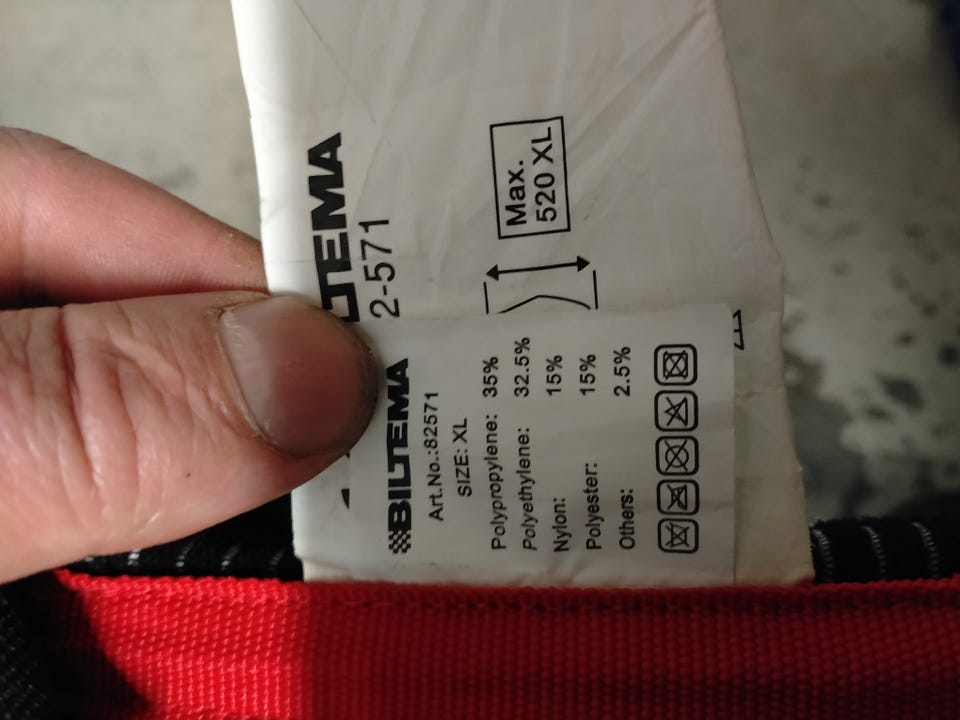 LTEMA
2-571
Max.
520 XL
BILTEMA
Art.No.:82571
SIZE: XL
Polypropylene: 35%
Polyethylene: 32.5%
Nylon: 15%
Polyester: 15%
Others: 2.5%